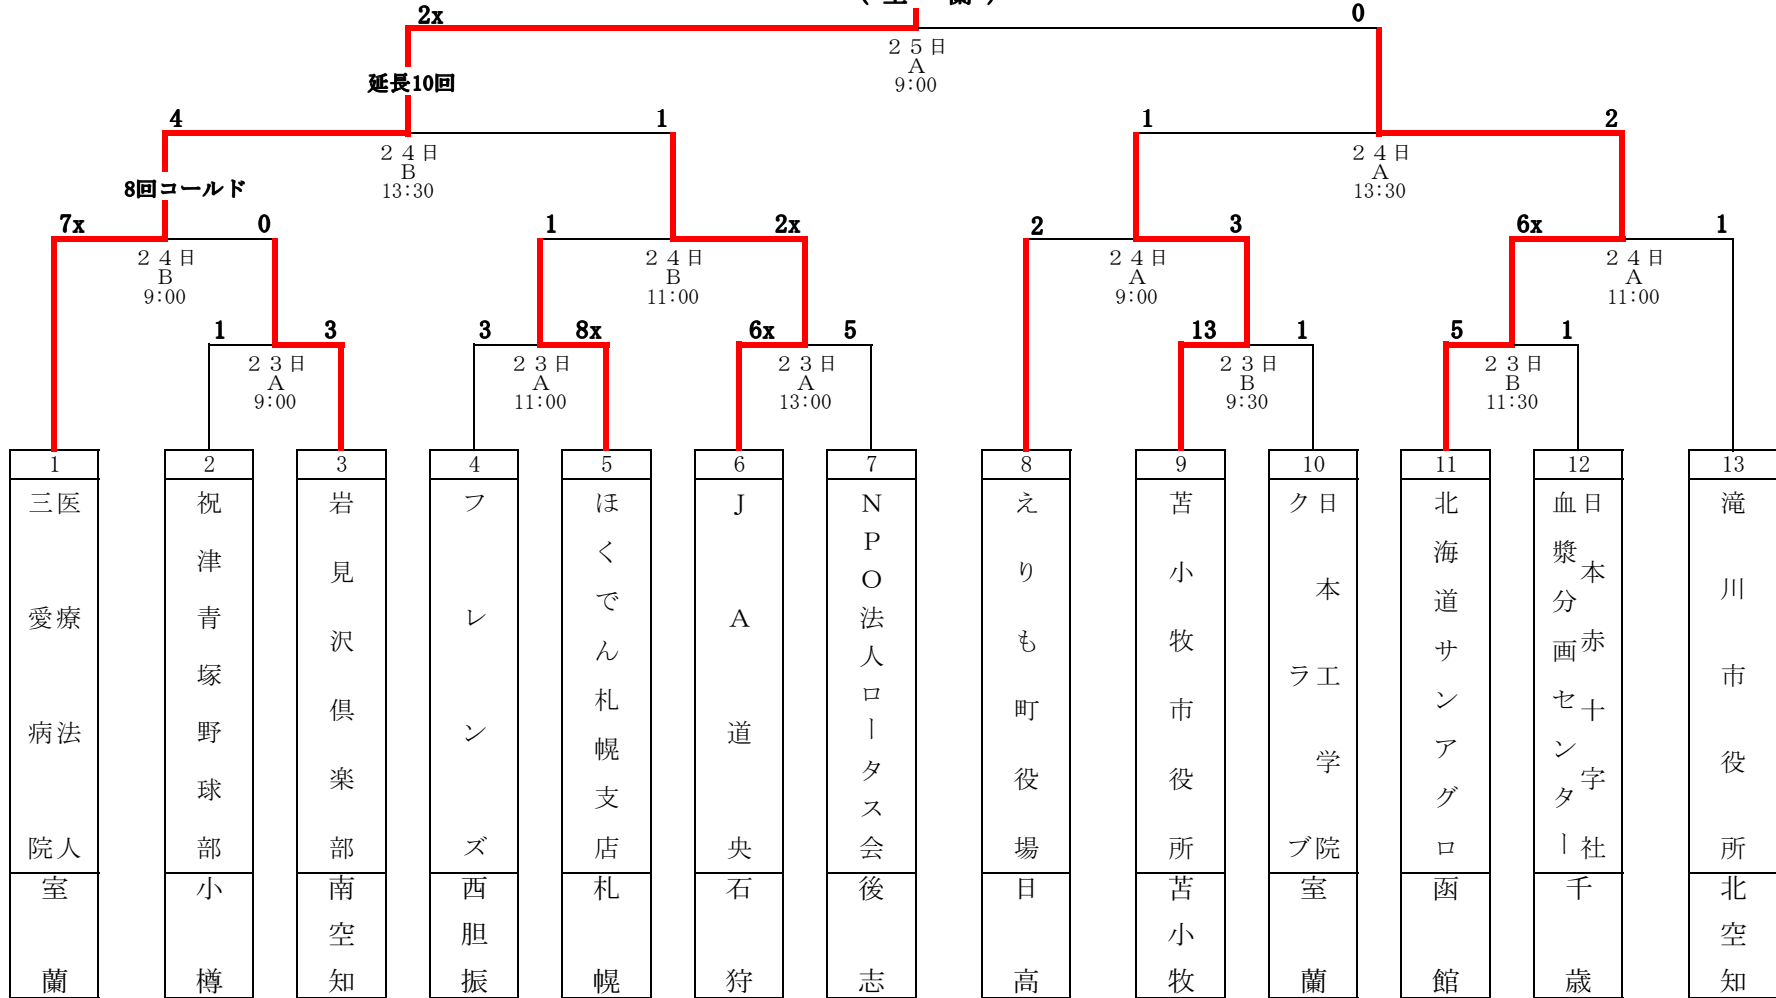 (室 蘭)
2x 0
25日
A
9:00
延長10回
4 1 1 2
24日 24日
B A
13:30 13:30
8回コールド
7x 0 1 2x 2 3 6x 1
24日 24日 24日 24日
B B A A
9:00 11:00 9:00 11:00
1 3 3 8x 6x 5 13 1 5 1
23日 23日 23日 23日 23日
A A A B B
9:00 11:00 13:00 9:30 11:30
1 2 3 4 5 6 7 8 9 10 11 12 13
医療法人
三愛病院
祝津青塚野球部
岩見沢倶楽部
フレンズ
ほくでん札幌支店
JA道央
NPO法人ロータス会
えりも町役場
苫小牧市役所
日本工学院
クラブ
北海道サンアグロ
日本赤十字社
血漿分画センター
滝川市役所
室蘭
小樽
南空知
西胆振
札幌
石狩
後志
日高
苫小牧
室蘭
函館
千歳
北空知